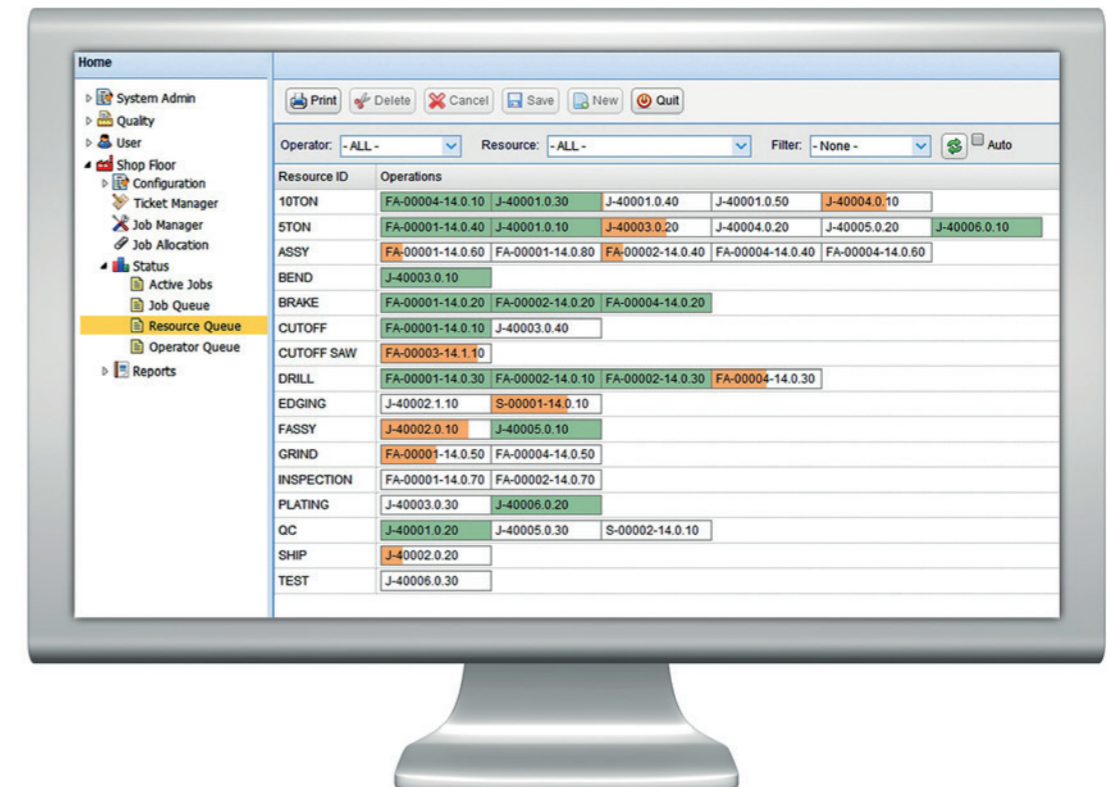 Home
System Admin
Quality
User
Shop Floor
Configuration
Ticket Manager
Job Manager
Job Allocation
Status
Active Jobs
Job Queue
Resource Queue
Operator Queue
Reports
Print Delete Cancel Save New Quit
Operator: - ALL - Resource: - ALL - Filter: - None - Auto
Resource ID Operations
10TON FA-00004-14.0.10 J-40001.0.30 J-40001.0.40 J-40001.0.50 J-40004.0.10
5TON FA-00001-14.0.40 J-40001.0.10 J-40003.0.20 J-40004.0.20 J-40005.0.20 J-40006.0.10
ASSY FA-00001-14.0.60 FA-00001-14.0.80 FA-00002-14.0.40 FA-00004-14.0.40 FA-00004-14.0.60
BEND J-40003.0.10
BRAKE FA-00001-14.0.20 FA-00002-14.0.20 FA-00004-14.0.20
CUTOFF FA-00001-14.0.10 J-40003.0.40
CUTOFF SAW FA-00003-14.1.10
DRILL FA-00001-14.0.30 FA-00002-14.0.10 FA-00002-14.0.30 FA-00004-14.0.30
EDGING J-40002.1.10 S-00001-14.0.10
FASSY J-40002.0.10 J-40005.0.10
GRIND FA-00001-14.0.50 FA-00004-14.0.50
INSPECTION FA-00001-14.0.70 FA-00002-14.0.70
PLATING J-40003.0.30 J-40006.0.20
QC J-40001.0.20 J-40005.0.30 S-00002-14.0.10
SHIP J-40002.0.20
TEST J-40006.0.30